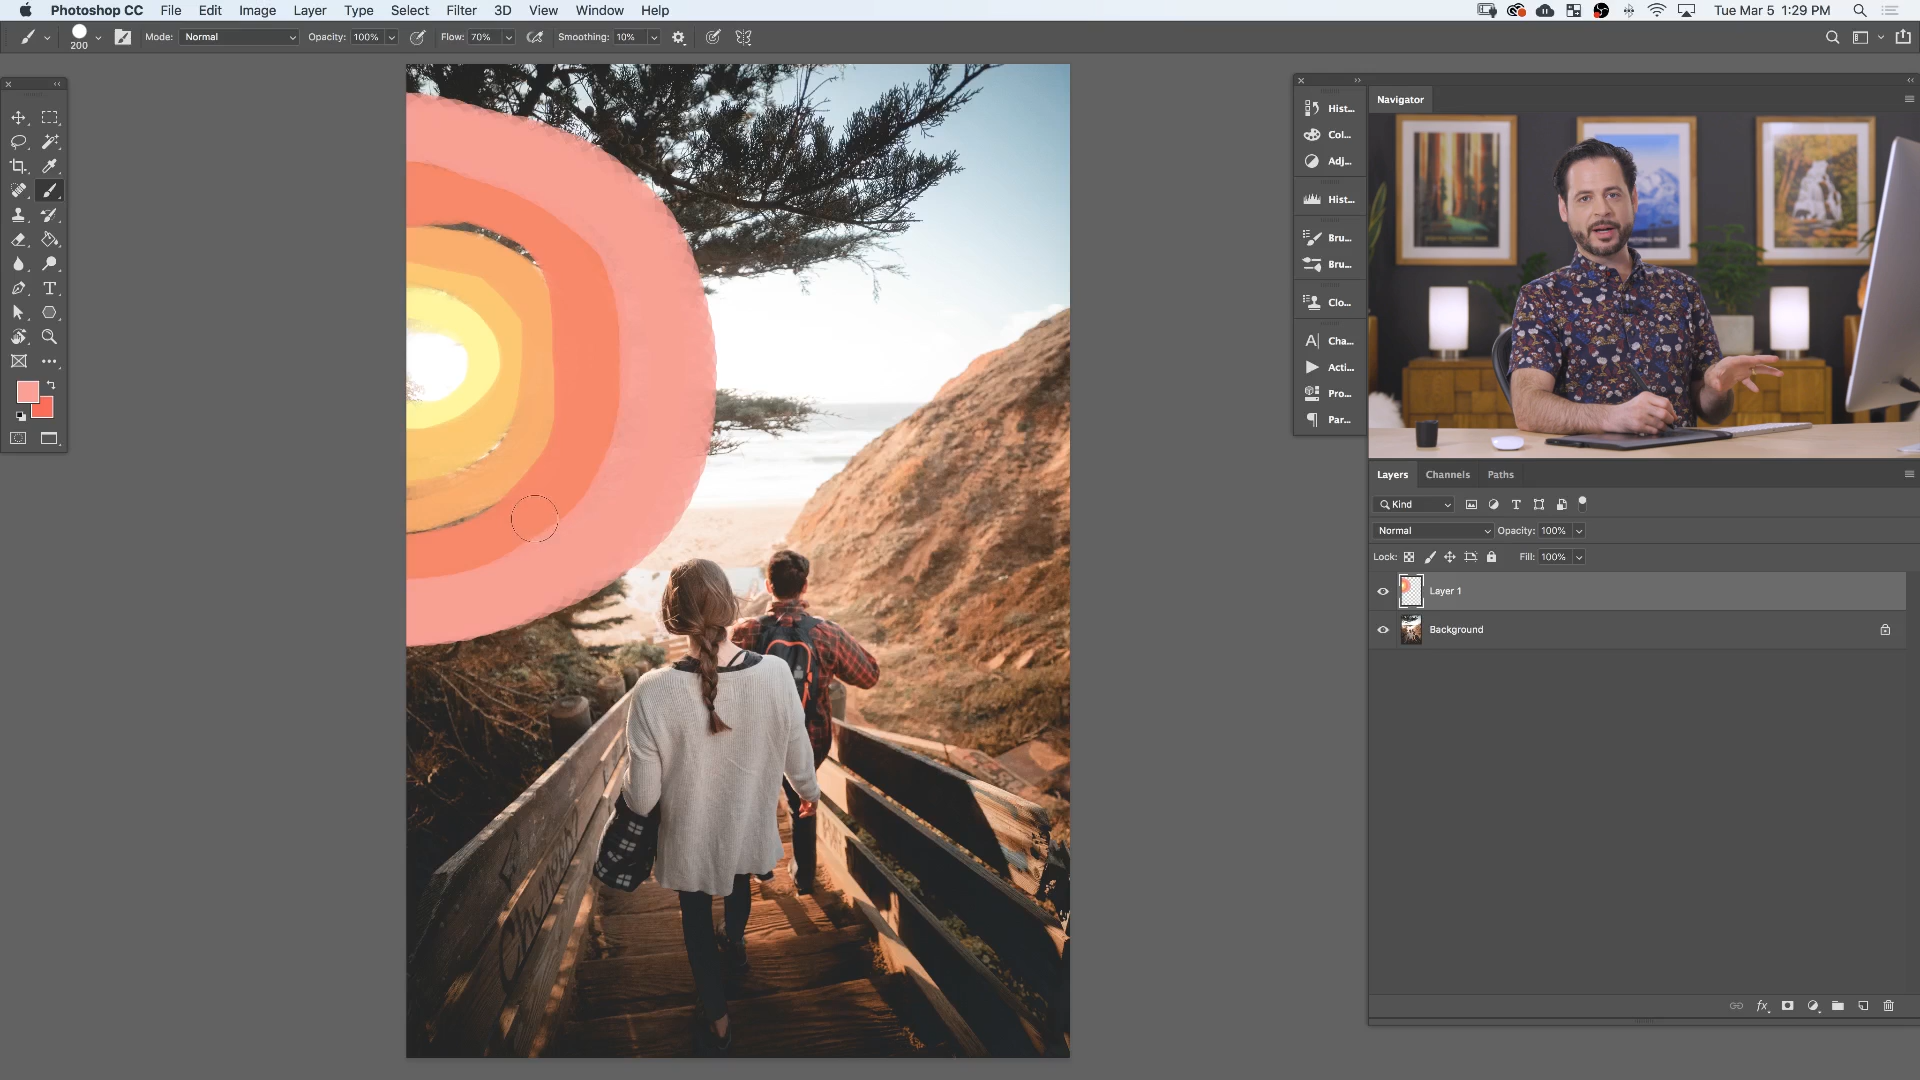 Photoshop CC File Edit Image Layer Type Select Filter 3D View Window Help Tue Mar 5 1:29 PM
200 Mode: Normal Opacity: 100% Flow: 70% Smoothing: 10%
Navigator
Hist...
Col...
Adj...
Hist...
Bru...
Bru...
Clo...
Cha...
Acti...
Pro...
Par...
Layers Channels Paths
Kind
Normal Opacity: 100%
Lock: Fill: 100%
Layer 1
Background
fx